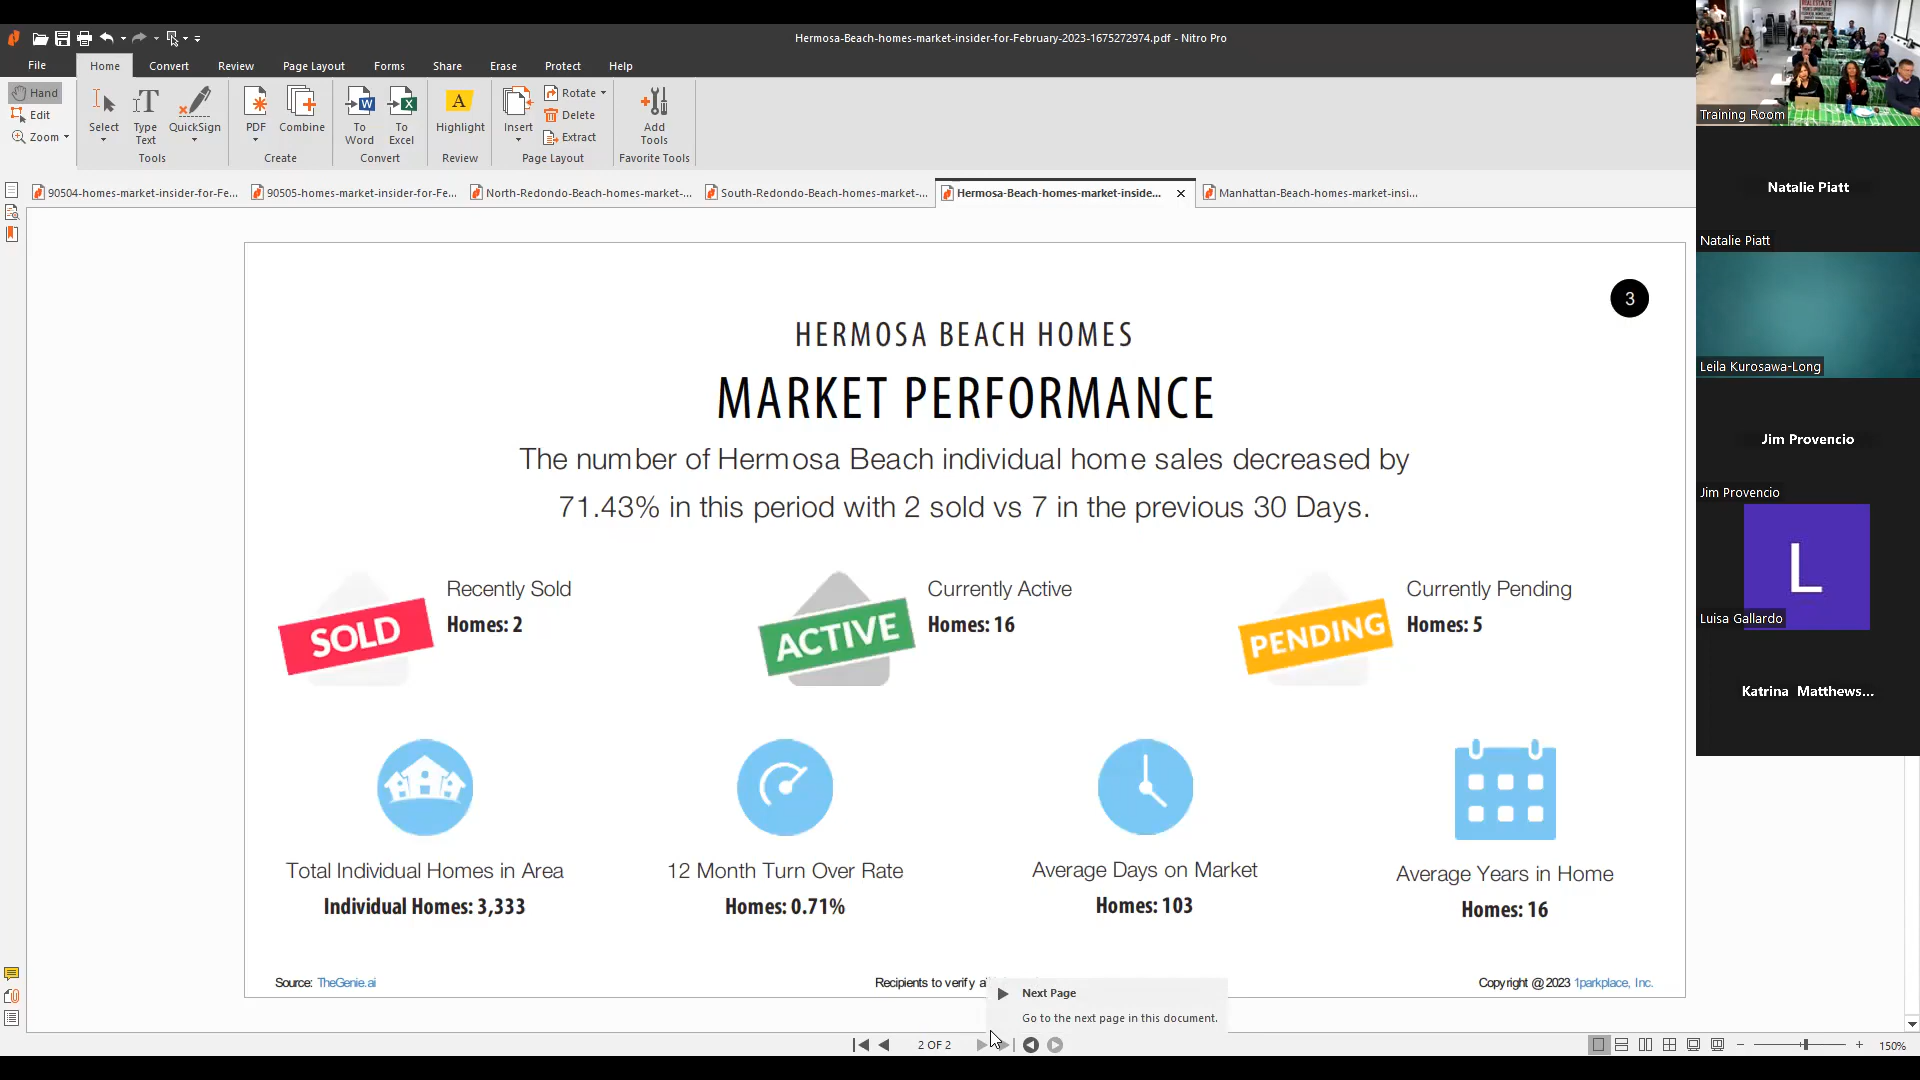 Hermosa-Beach-homes-market-insider-for-February-2023-1675272974.pdf - Nitro Pro
File Home Convert Review Page Layout Forms Share Erase Protect Help
Hand
Edit
Zoom
Select
Type Text
QuickSign
Tools
PDF
Combine
Create
To Word
To Excel
Convert
Highlight
Review
Insert
Rotate
Delete
Extract
Page Layout
Add Tools
Favorite Tools
90504-homes-market-insider-for-Fe...
90505-homes-market-insider-for-Fe...
North-Redondo-Beach-homes-market-...
South-Redondo-Beach-homes-market-...
Hermosa-Beach-homes-market-inside...
Manhattan-Beach-homes-market-insi...
3
HERMOSA BEACH HOMES
MARKET PERFORMANCE
The number of Hermosa Beach individual home sales decreased by
71.43% in this period with 2 sold vs 7 in the previous 30 Days.
SOLD
Recently Sold
Homes: 2
ACTIVE
Currently Active
Homes: 16
PENDING
Currently Pending
Homes: 5
Total Individual Homes in Area
Individual Homes: 3,333
12 Month Turn Over Rate
Homes: 0.71%
Average Days on Market
Homes: 103
Average Years in Home
Homes: 16
Source: TheGenie.ai
Recipients to verify
Copyright @ 2023 1parkplace, Inc.
Next Page
Go to the next page in this document.
2 OF 2
150%
Training Room
Natalie Piatt
Natalie Piatt
Leila Kurosawa-Long
Jim Provencio
Jim Provencio
L
Luisa Gallardo
Katrina Matthews...